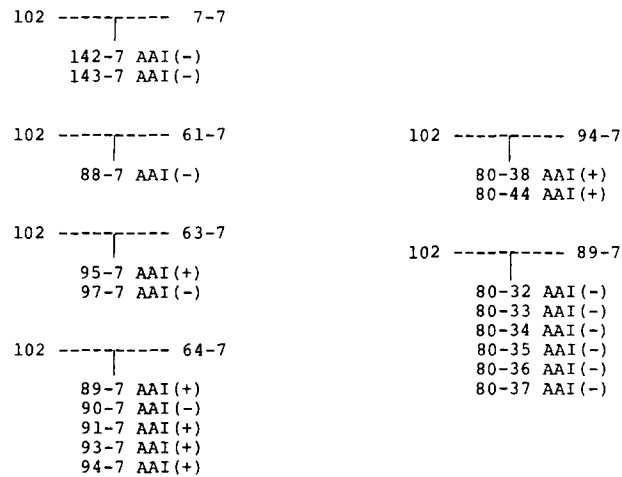 102 ---------- 7-7
142-7 AAI(-)
143-7 AAI(-)
102 ---------- 61-7
88-7 AAI(-)
102 ---------- 63-7
95-7 AAI(+)
97-7 AAI(-)
102 ---------- 64-7
89-7 AAI(+)
90-7 AAI(-)
91-7 AAI(+)
93-7 AAI(+)
94-7 AAI(+)
102 ---------- 94-7
80-38 AAI(+)
80-44 AAI(+)
102 ---------- 89-7
80-32 AAI(-)
80-33 AAI(-)
80-34 AAI(-)
80-35 AAI(-)
80-36 AAI(-)
80-37 AAI(-)